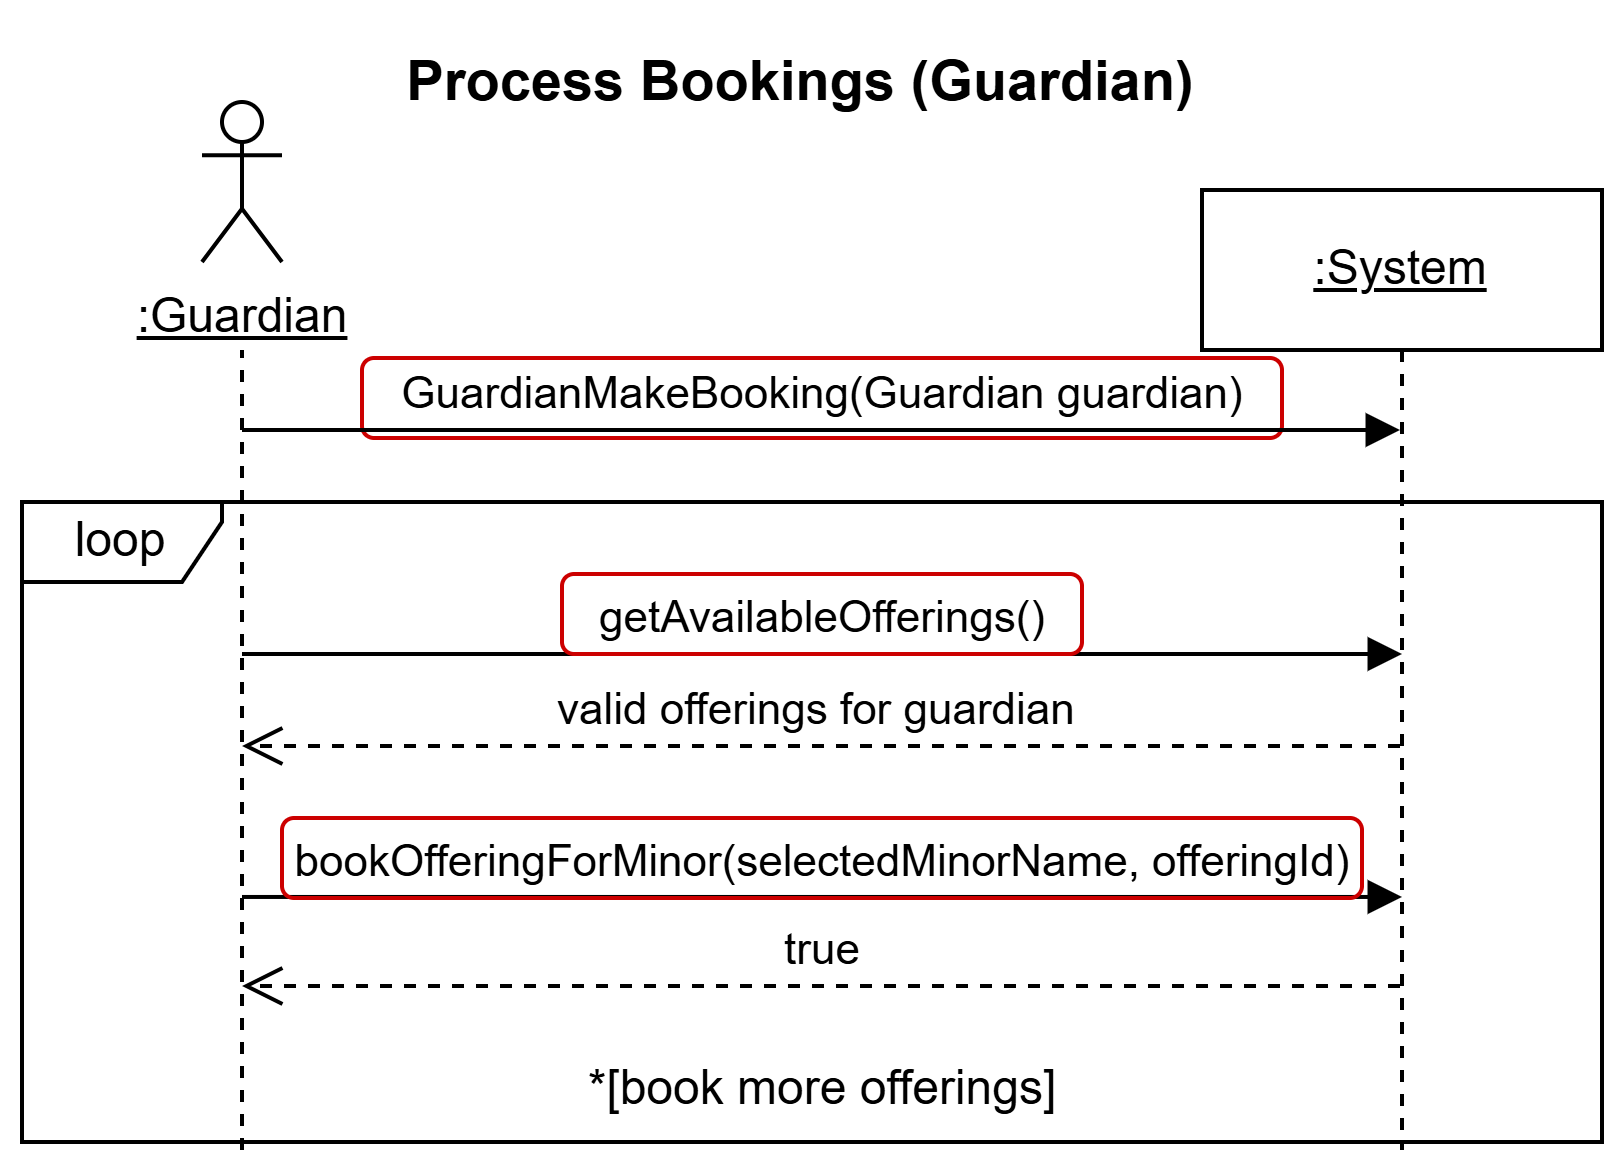 Process Bookings (Guardian)
:System
:Guardian
GuardianMakeBooking(Guardian guardian)
loop
getAvailableOfferings()
valid offerings for guardian
bookOfferingForMinor(selectedMinorName, offeringId)
true
*[book more offerings]